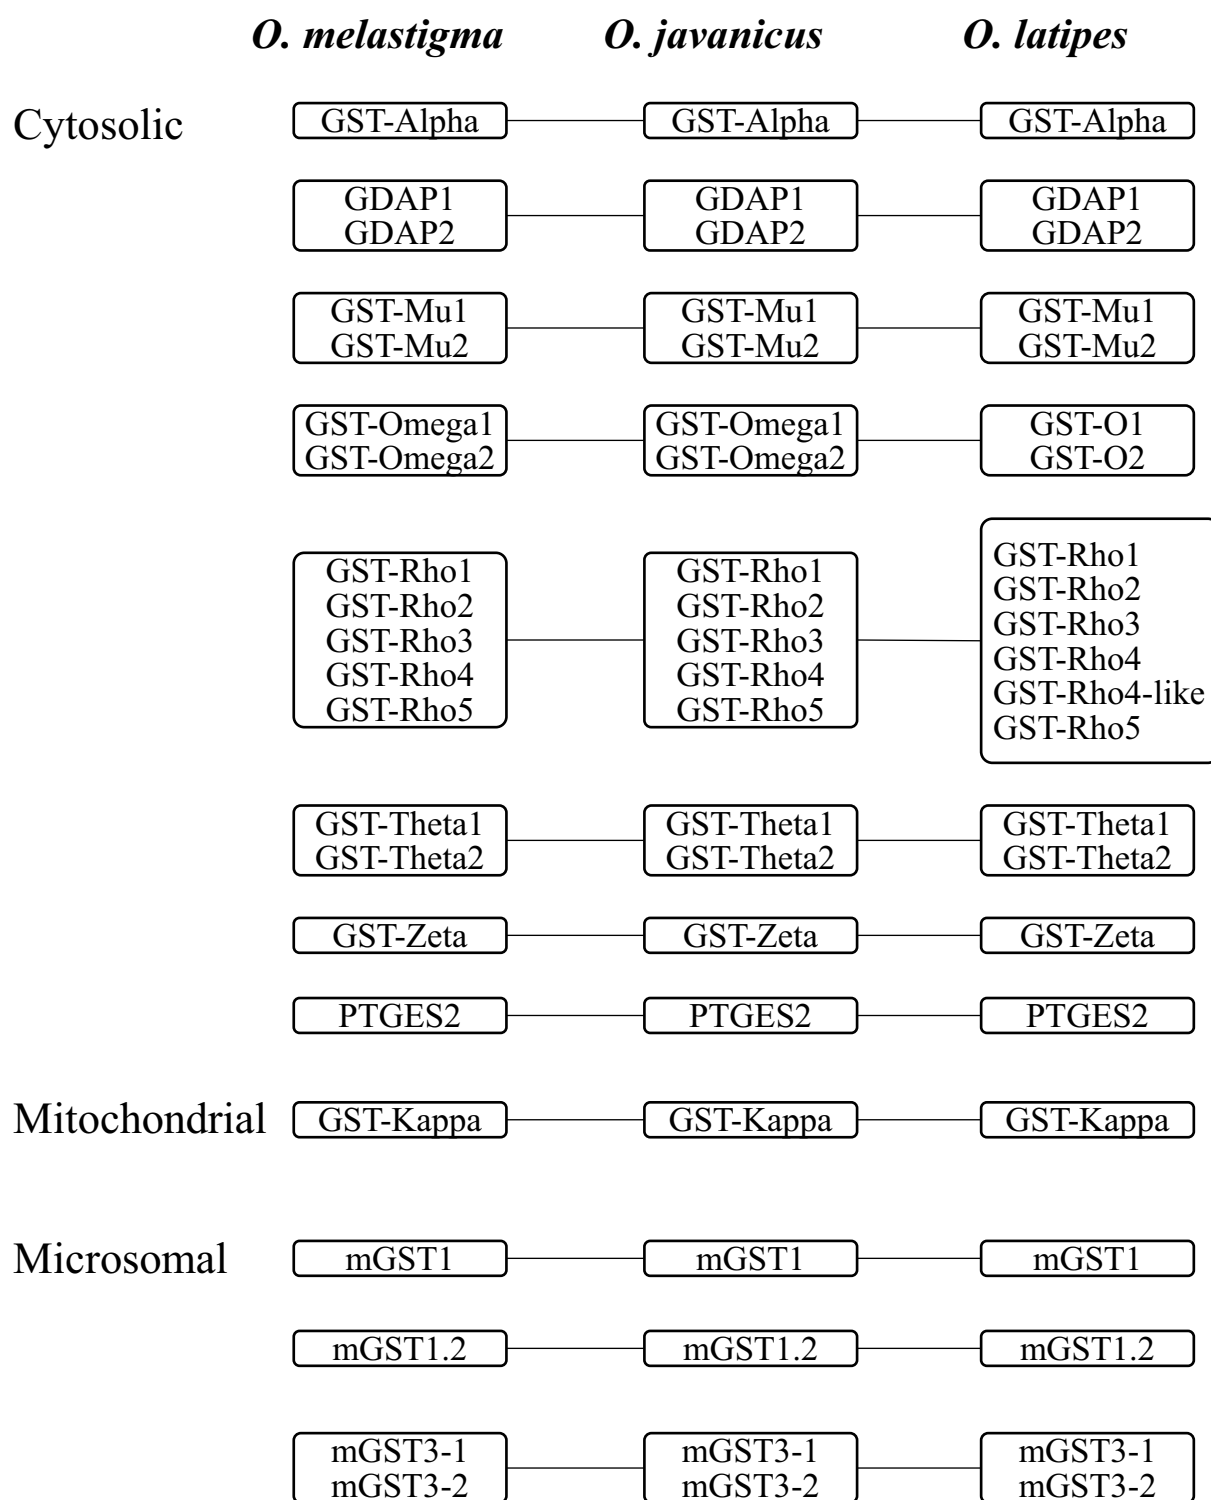 O. melastigma O. javanicus O. latipes
Cytosolic GST-Alpha GST-Alpha GST-Alpha
GDAP1 GDAP1 GDAP1
GDAP2 GDAP2 GDAP2
GST-Mu1 GST-Mu1 GST-Mu1
GST-Mu2 GST-Mu2 GST-Mu2
GST-Omega1 GST-Omega1 GST-O1
GST-Omega2 GST-Omega2 GST-O2
GST-Rho1
GST-Rho2
GST-Rho3
GST-Rho4
GST-Rho5
GST-Rho1
GST-Rho2
GST-Rho3
GST-Rho4
GST-Rho5
GST-Rho1
GST-Rho2
GST-Rho3
GST-Rho4
GST-Rho4-like
GST-Rho5
GST-Theta1 GST-Theta1 GST-Theta1
GST-Theta2 GST-Theta2 GST-Theta2
GST-Zeta GST-Zeta GST-Zeta
PTGES2 PTGES2 PTGES2
Mitochondrial GST-Kappa GST-Kappa GST-Kappa
Microsomal mGST1 mGST1 mGST1
mGST1.2 mGST1.2 mGST1.2
mGST3-1 mGST3-1 mGST3-1
mGST3-2 mGST3-2 mGST3-2